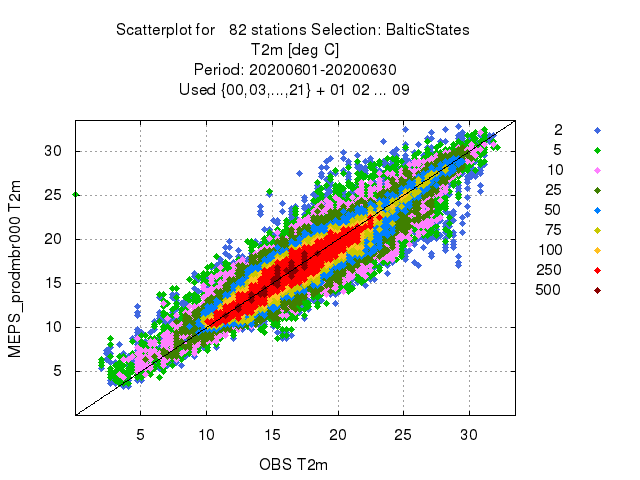 Scatterplot for   82 stations Selection: BalticStates
T2m [deg C]
Period: 20200601-20200630
Used {00,03,...,21} + 01 02 ... 09
MEPS_prodmbr000 T2m
30
25
20
15
10
5
5 10 15 20 25 30
OBS T2m
2
5
10
25
50
75
100
250
500